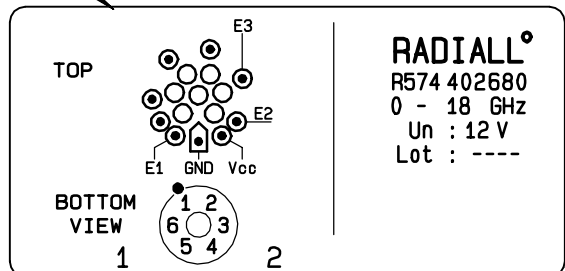 E3
TOP
E2
E1 GND Vcc
BOTTOM
VIEW
1 2
6 3
5 4
1 2
RADIALL°
R574 402680
0 - 18 GHz
Un : 12 V
Lot : ----